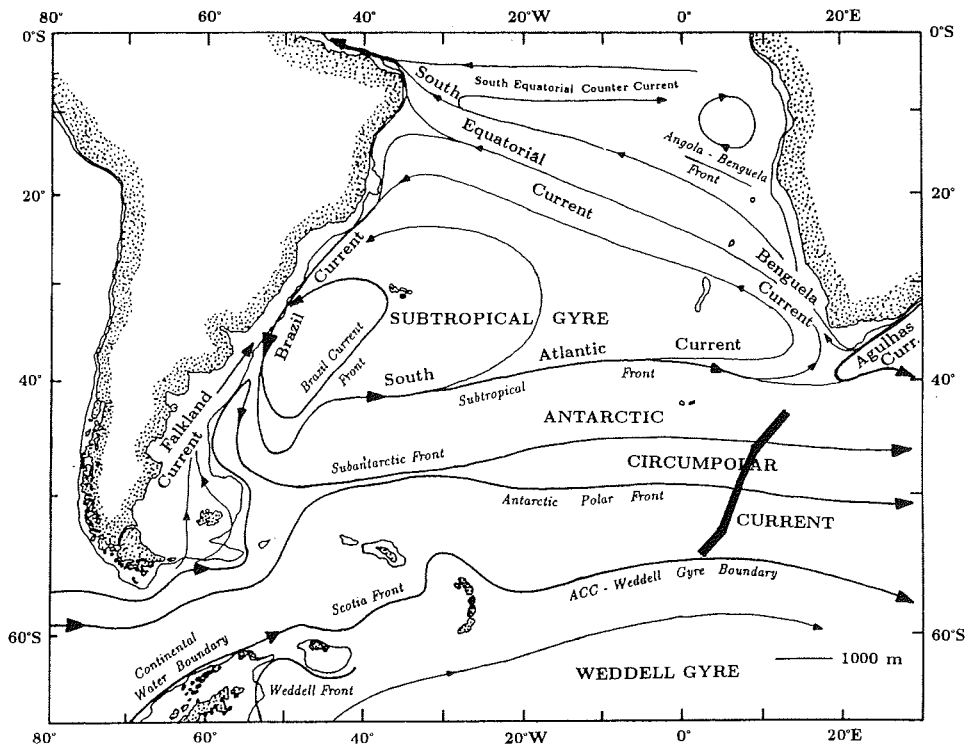 80°
60°
40°
20°W
0°
20°E
0°S
0°S
South
South Equatorial Counter Current
Equatorial
Angola - Benguela
Front
20°
20°
Current
Benguela
Current
Current
Brazil
SUBTROPICAL GYRE
Brazil Current
Front
Agulhas
Curr.
South
Atlantic
Current
40°
40°
Subtropical
Front
Falkland
Current
ANTARCTIC
Subantarctic Front
CIRCUMPOLAR
Antarctic Polar Front
CURRENT
ACC - Weddell Gyre Boundary
Scotia Front
60°S
60°S
Continental
Water Boundary
Weddell Front
WEDDELL GYRE
1000 m
80°
60°
40°
20°W
0°
20°E